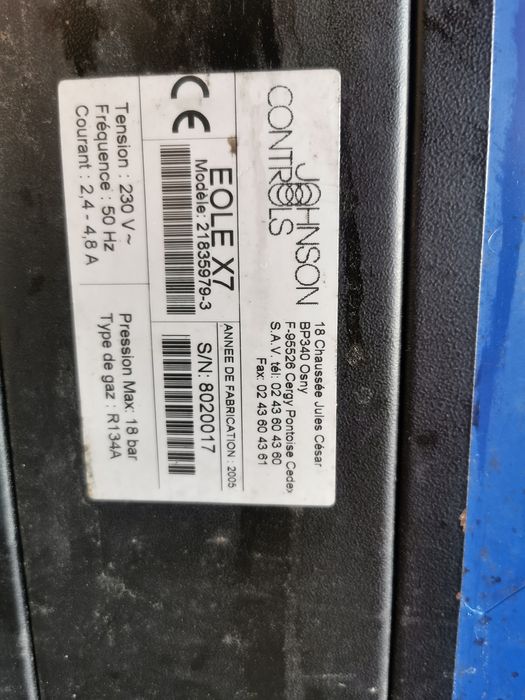 JOHNSON
CONTROLS
18 Chaussée Jules César
BP340 Osny
F-95526 Cergy Pontoise Cedex
S.A.V. tél: 02 43 60 43 60
Fax: 02 43 60 43 61
CE
EOLE X7
Modèle: 21835979-3
ANNEE DE FABRICATION : 2005
S/N: 8020017
Tension : 230 V~
Fréquence : 50 Hz
Courant : 2,4 - 4,8 A
Pression Max: 18 bar
Type de gaz : R134A